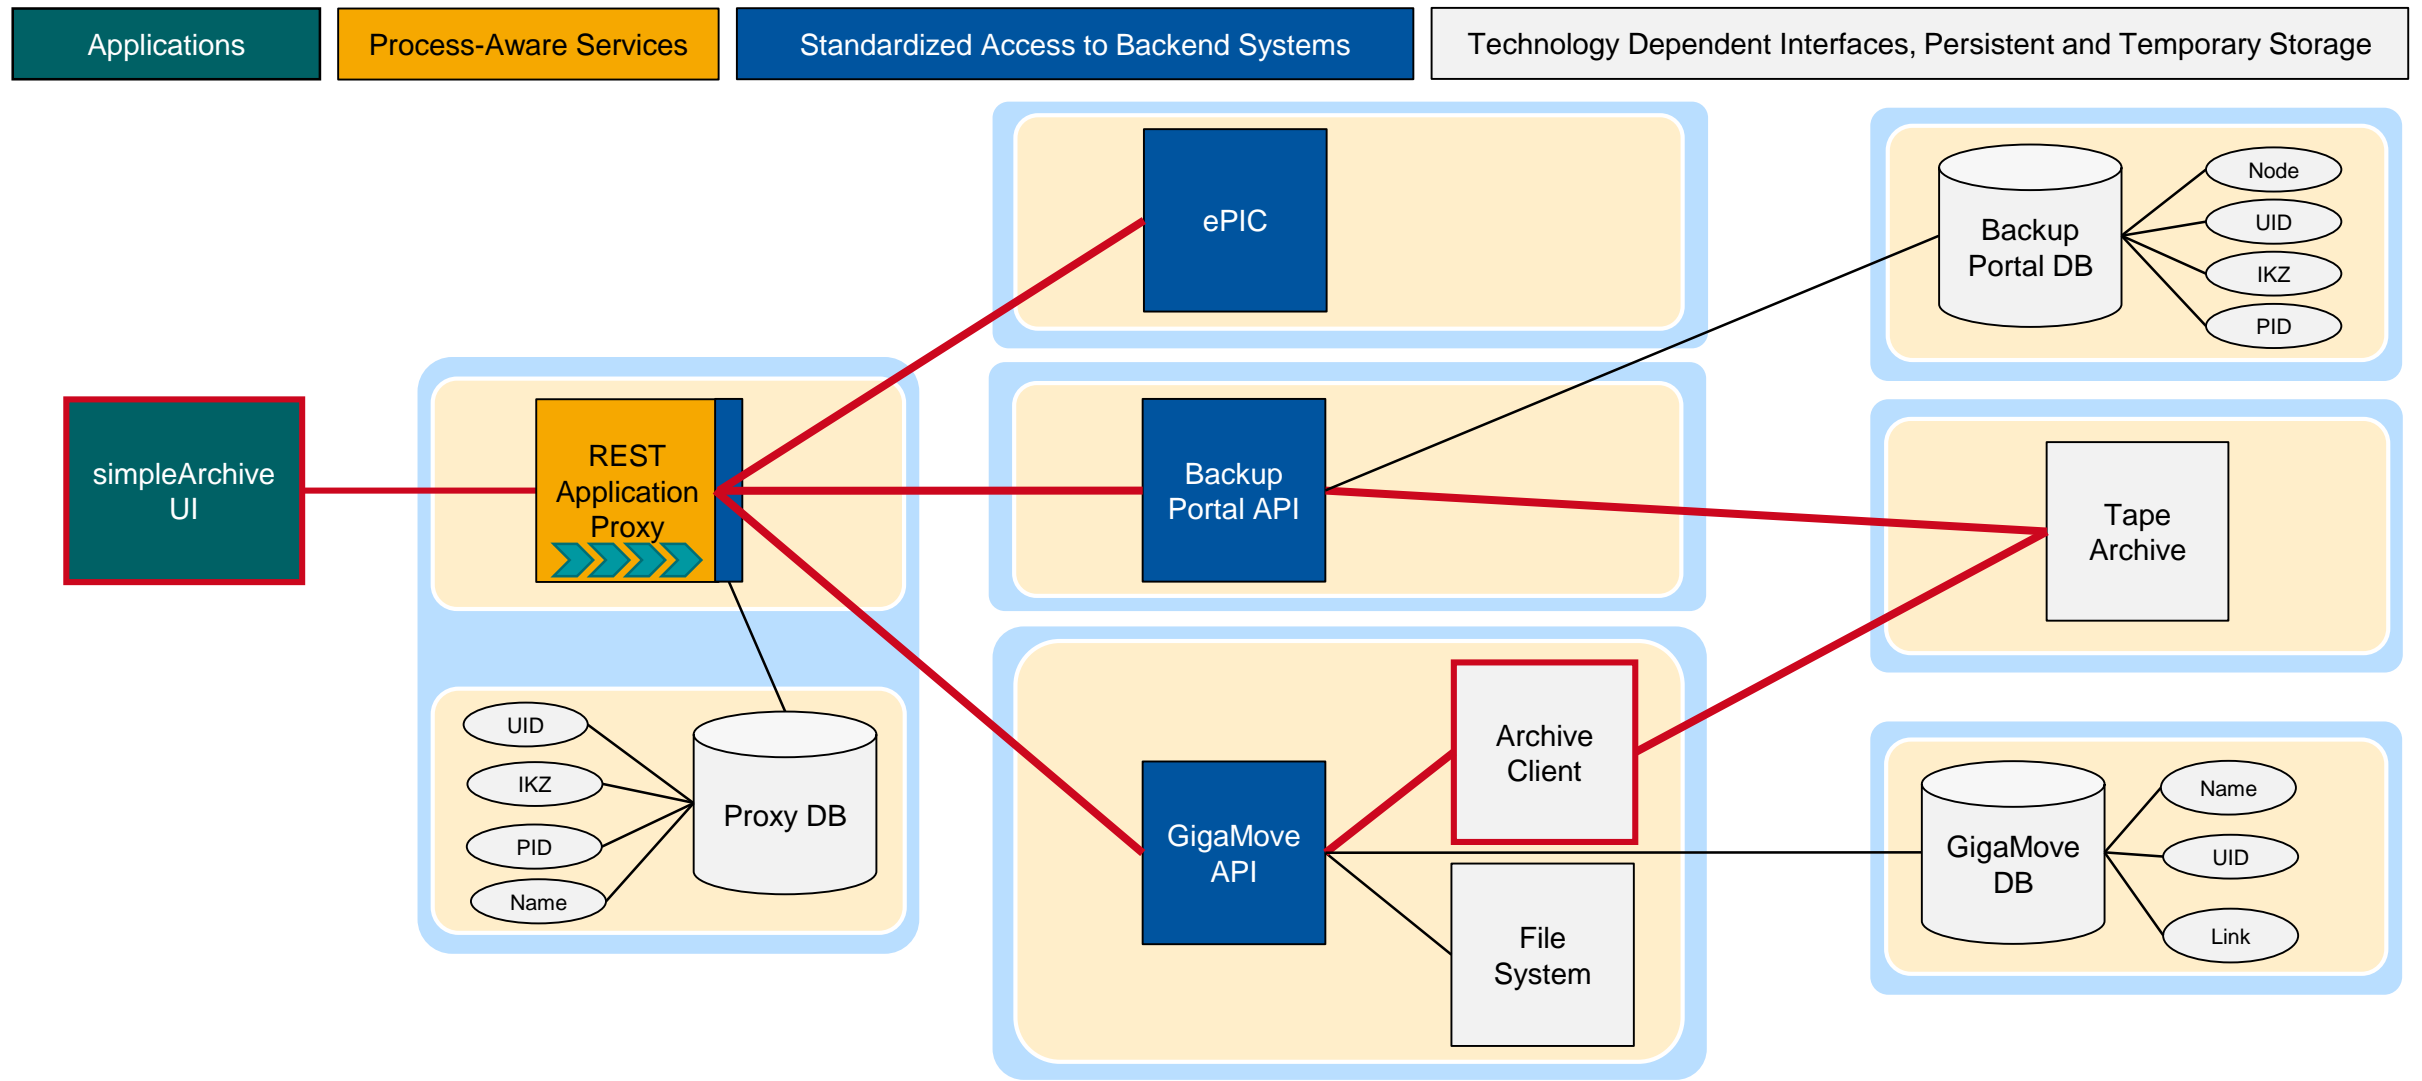 Applications
Process-Aware Services
Standardized Access to Backend Systems
Technology Dependent Interfaces, Persistent and Temporary Storage
simpleArchive
UI
REST
Application
Proxy
UID
IKZ
PID
Name
Proxy DB
ePIC
Backup
Portal API
GigaMove
API
Archive
Client
File
System
Backup
Portal DB
Node
UID
IKZ
PID
Tape
Archive
GigaMove
DB
Name
UID
Link